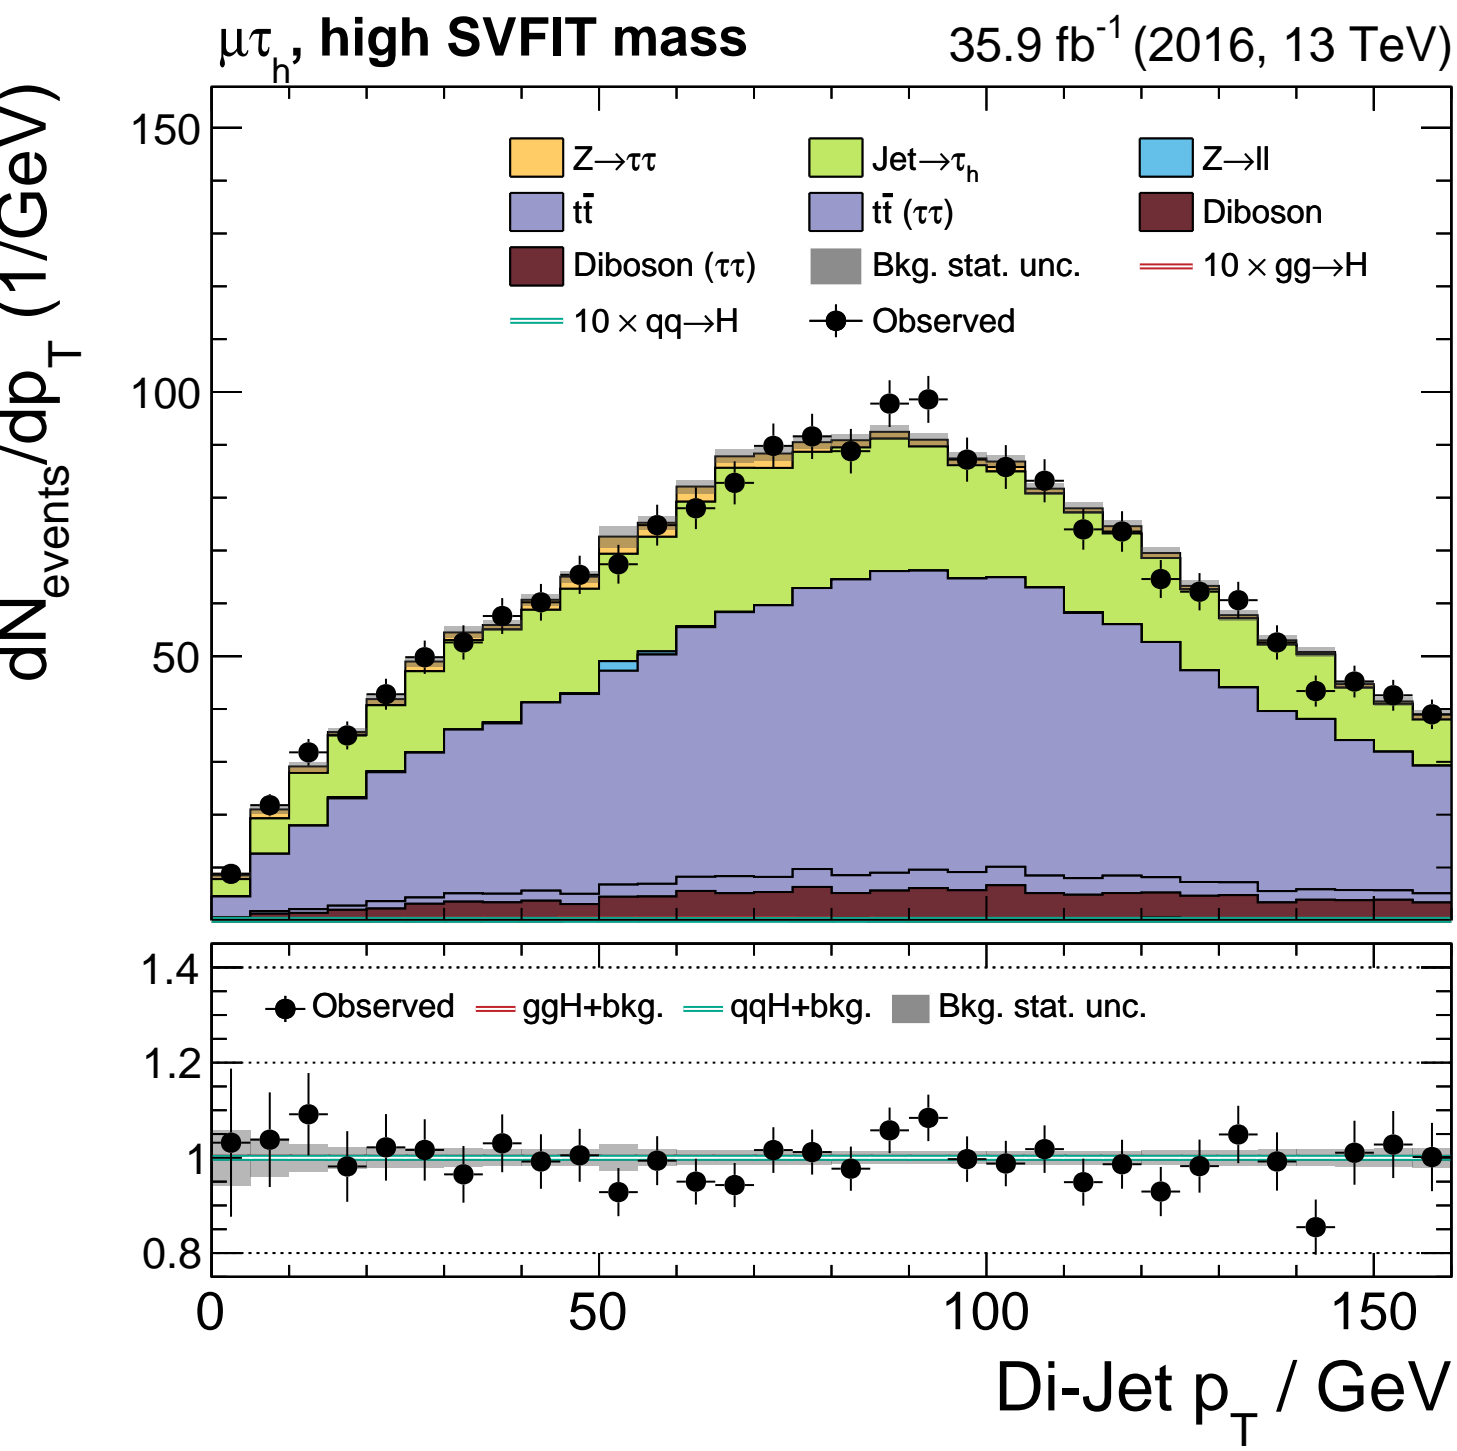 μτh, high SVFIT mass 35.9 fb-1 (2016, 13 TeV)
dNevents/dpT (1/GeV)
150
100
50
Z→ττ Jet→τh Z→ll
tt̄ tt̄ (ττ) Diboson
Diboson (ττ) Bkg. stat. unc. 10 × gg→H
10 × qq→H Observed
1.4
1.2
1
0.8
Observed ggH+bkg. qqH+bkg. Bkg. stat. unc.
0 50 100 150
Di-Jet pT / GeV